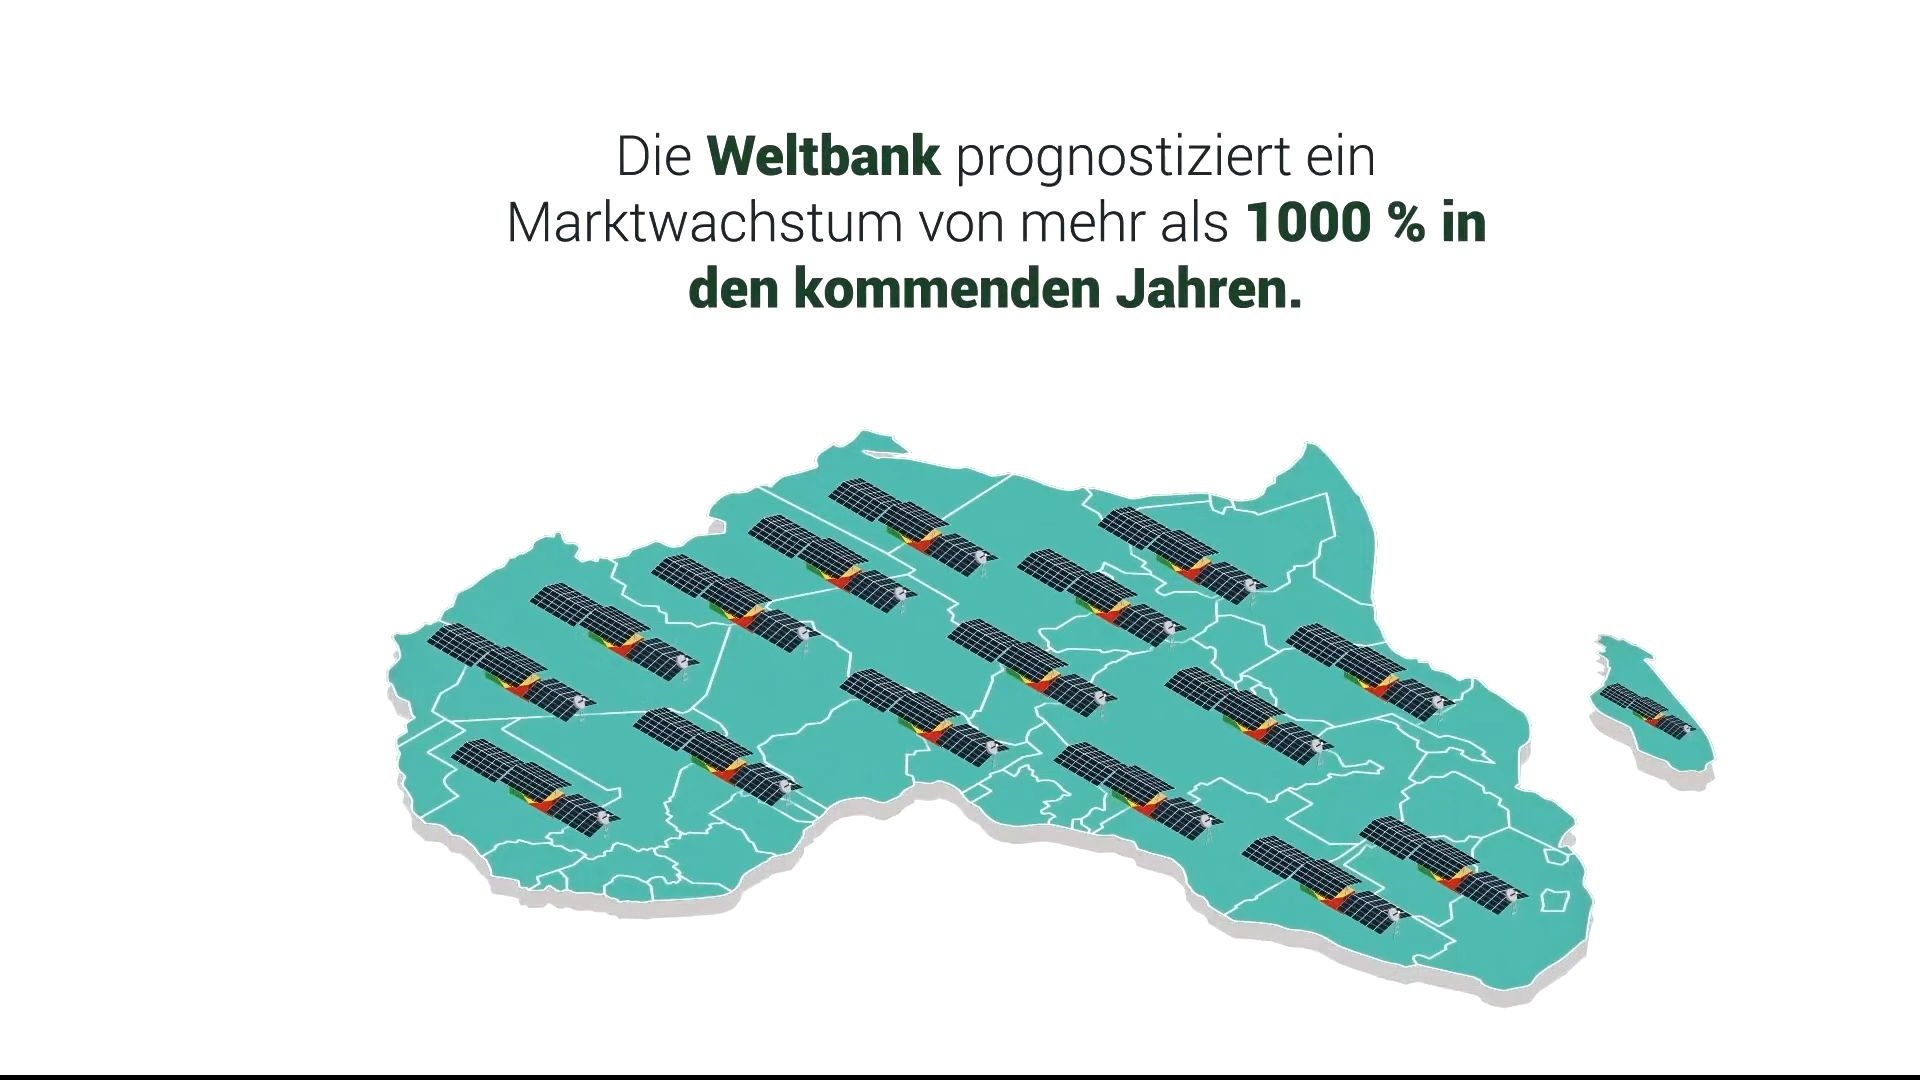 Die Weltbank prognostiziert ein
Marktwachstum von mehr als 1000 % in
den kommenden Jahren.